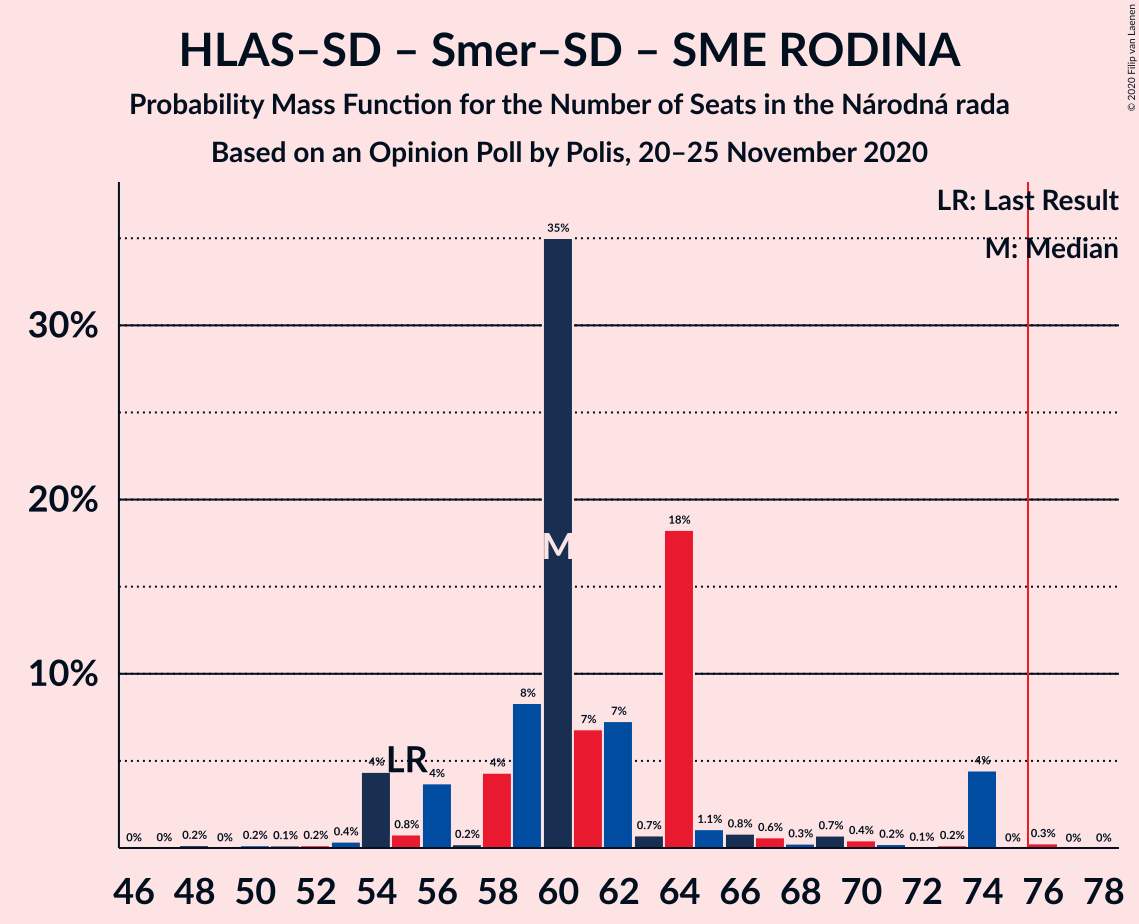 HLAS–SD – Smer–SD – SME RODINA
Probability Mass Function for the Number of Seats in the Národná rada
Based on an Opinion Poll by Polis, 20–25 November 2020
© 2020 Filip van Laenen
LR: Last Result
M: Median
30%
20%
10%
0% 0% 0.2% 0% 0.2% 0.1% 0.2% 0.4% 4% 0.8% 4% 0.2% 4% 8% 35% 7% 7% 0.7% 18% 1.1% 0.8% 0.6% 0.3% 0.7% 0.4% 0.2% 0.1% 0.2% 4% 0% 0.3% 0% 0%
LR
M
46 48 50 52 54 56 58 60 62 64 66 68 70 72 74 76 78